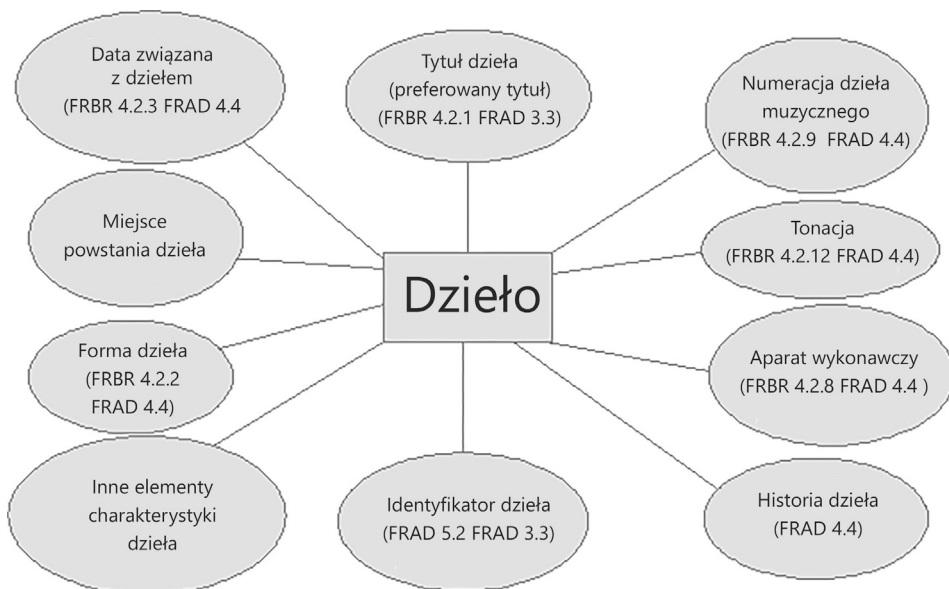 Data związana
z dziełem
(FRBR 4.2.3 FRAD 4.4
Tytuł dzieła
(preferowany tytuł)
(FRBR 4.2.1 FRAD 3.3)
Numeracja dzieła
muzycznego
(FRBR 4.2.9 FRAD 4.4)
Miejsce
powstania dzieła
Tonacja
(FRBR 4.2.12 FRAD 4.4)
Dzieło
Forma dzieła
(FRBR 4.2.2
FRAD 4.4)
Aparat wykonawczy
(FRBR 4.2.8 FRAD 4.4 )
Inne elementy
charakterystyki
dzieła
Identyfikator dzieła
(FRAD 5.2 FRAD 3.3)
Historia dzieła
(FRAD 4.4)